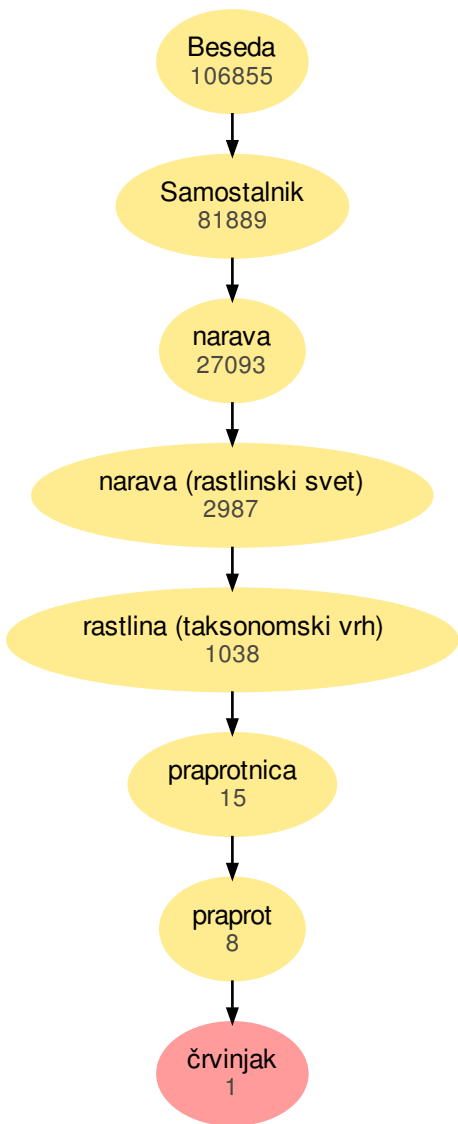 Beseda
106855
Samostalnik
81889
narava
27093
narava (rastlinski svet)
2987
rastlina (taksonomski vrh)
1038
praprotnica
15
praprot
8
črvinjak
1